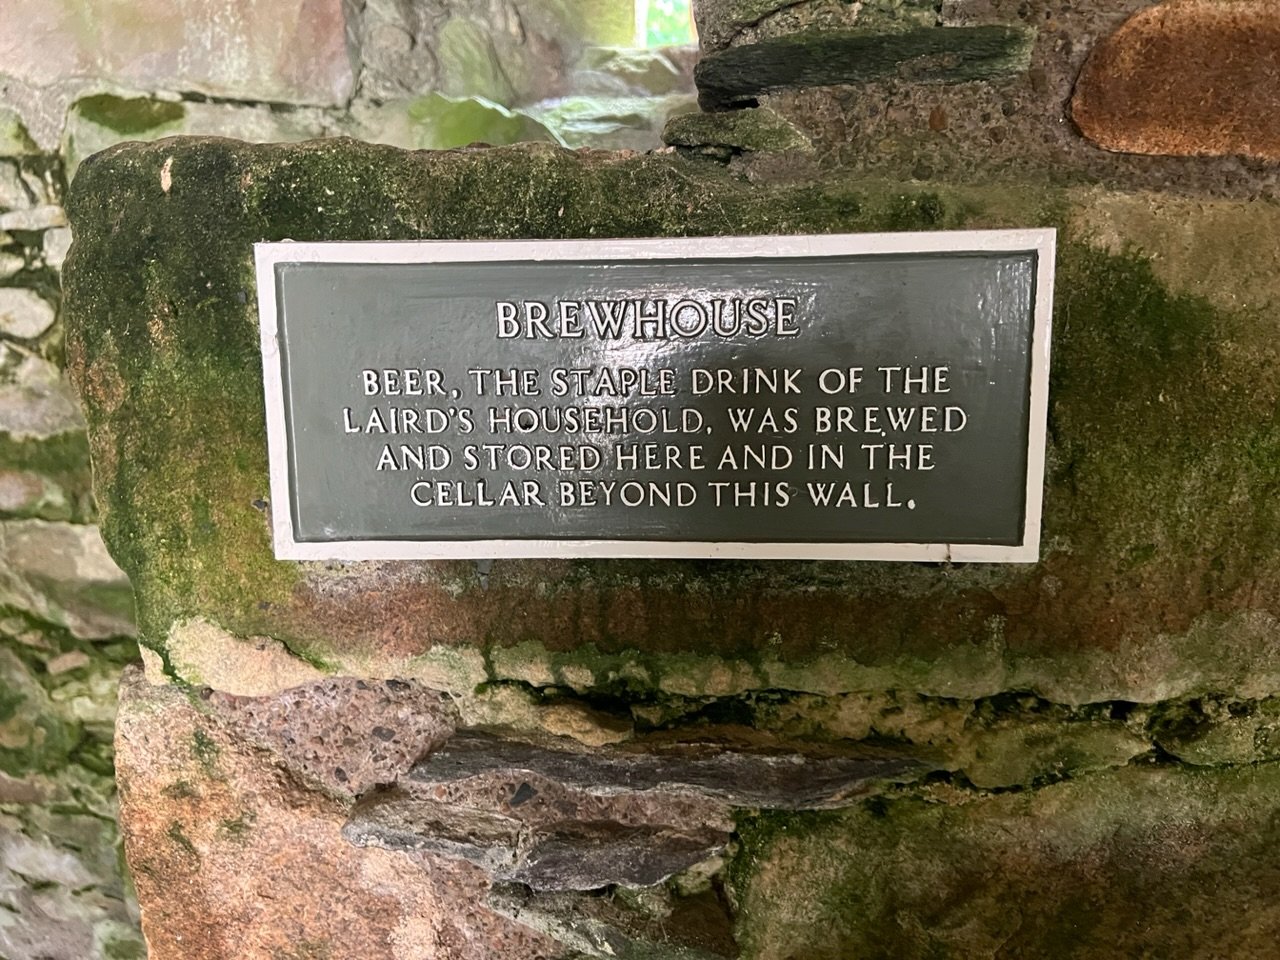 BREWHOUSE
BEER, THE STAPLE DRINK OF THE
LAIRD'S HOUSEHOLD, WAS BREWED
AND STORED HERE AND IN THE
CELLAR BEYOND THIS WALL.